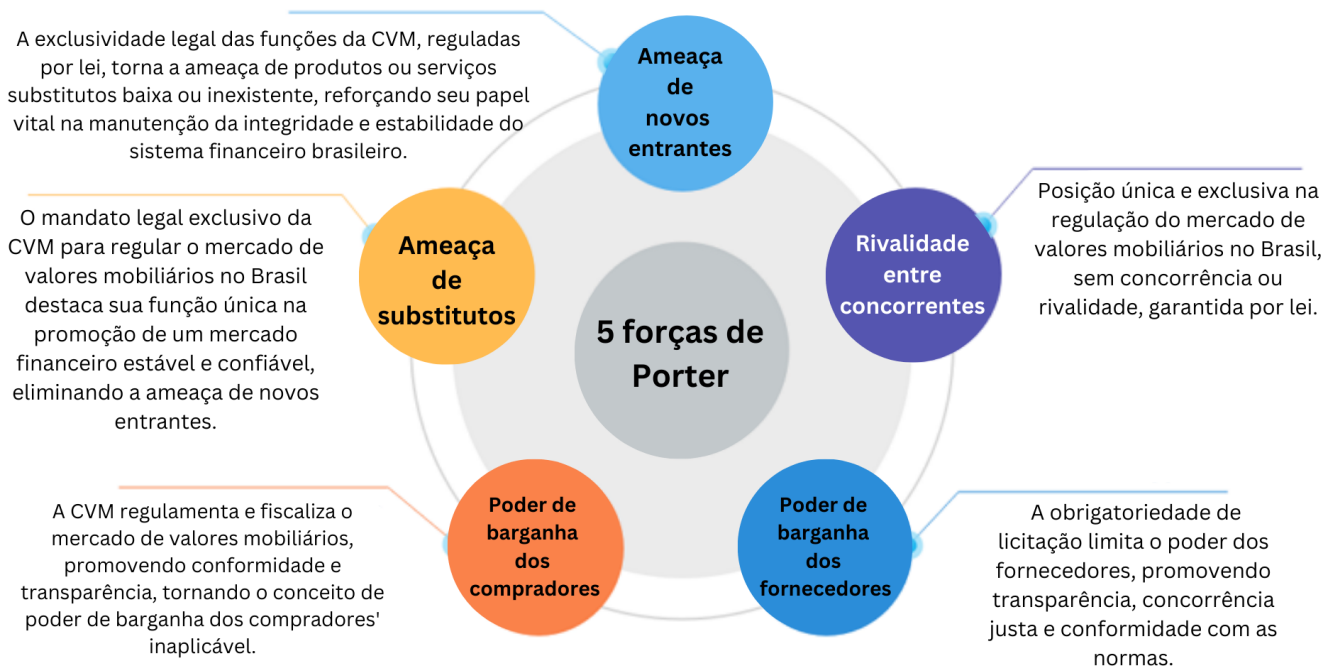 A exclusividade legal das funções da CVM, reguladas
por lei, torna a ameaça de produtos ou serviços
substitutos baixa ou inexistente, reforçando seu papel
vital na manutenção da integridade e estabilidade do
sistema financeiro brasileiro.
Ameaça
de
novos
entrantes
O mandato legal exclusivo da
CVM para regular o mercado de
valores mobiliários no Brasil
destaca sua função única na
promoção de um mercado
financeiro estável e confiável,
eliminando a ameaça de novos
entrantes.
Ameaça
de
substitutos
5 forças de
Porter
Rivalidade
entre
concorrentes
Posição única e exclusiva na
regulação do mercado de
valores mobiliários no Brasil,
sem concorrência ou
rivalidade, garantida por lei.
A CVM regulamenta e fiscaliza o
mercado de valores mobiliários,
promovendo conformidade e
transparência, tornando o conceito de
poder de barganha dos compradores'
inaplicável.
Poder de
barganha
dos
compradores
Poder de
barganha
dos
fornecedores
A obrigatoriedade de
licitação limita o poder dos
fornecedores, promovendo
transparência, concorrência
justa e conformidade com as
normas.